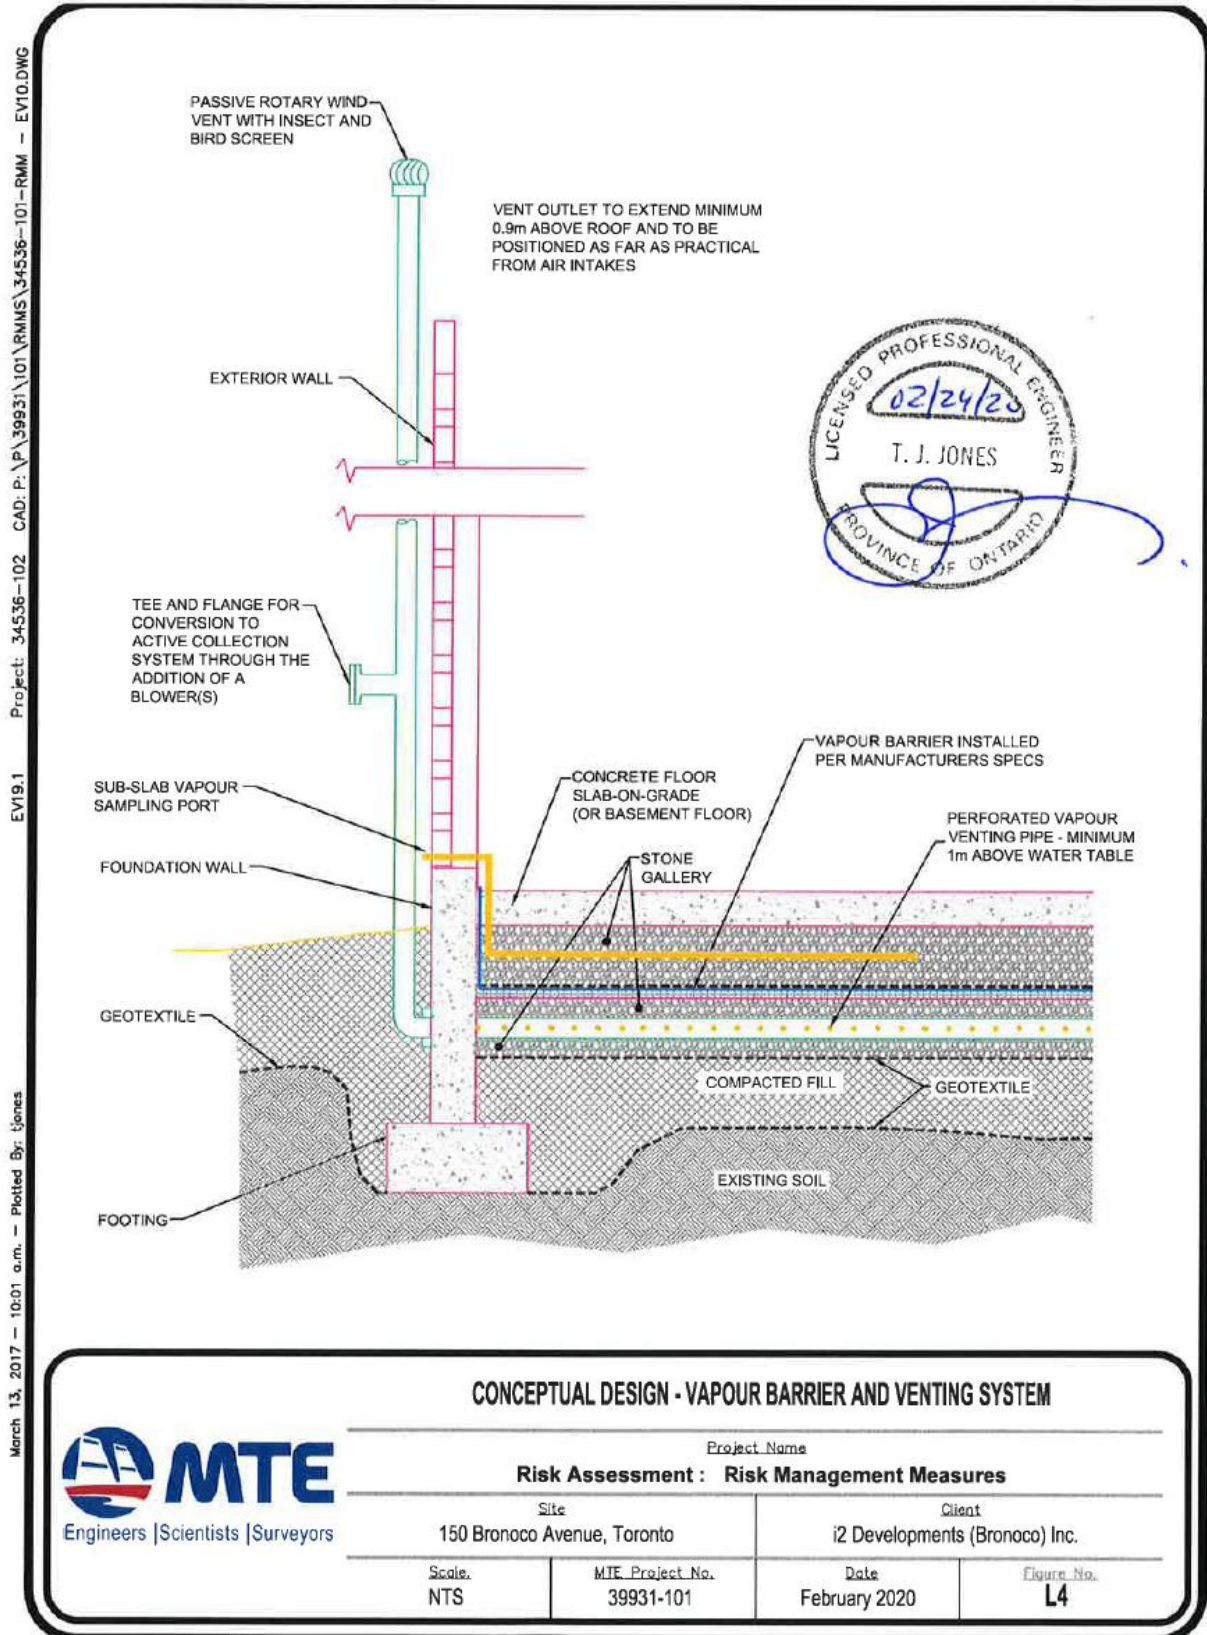 PASSIVE ROTARY WIND
VENT WITH INSECT AND
BIRD SCREEN
VENT OUTLET TO EXTEND MINIMUM
0.9m ABOVE ROOF AND TO BE
POSITIONED AS FAR AS PRACTICAL
FROM AIR INTAKES
EXTERIOR WALL
LICENSED PROFESSIONAL ENGINEER
02/24/20
T. J. JONES
PROVINCE OF ONTARIO
TEE AND FLANGE FOR
CONVERSION TO
ACTIVE COLLECTION
SYSTEM THROUGH THE
ADDITION OF A
BLOWER(S)
VAPOUR BARRIER INSTALLED
PER MANUFACTURERS SPECS
SUB-SLAB VAPOUR
SAMPLING PORT
CONCRETE FLOOR
SLAB-ON-GRADE
(OR BASEMENT FLOOR)
PERFORATED VAPOUR
VENTING PIPE - MINIMUM
1m ABOVE WATER TABLE
FOUNDATION WALL
STONE
GALLERY
GEOTEXTILE
COMPACTED FILL
GEOTEXTILE
EXISTING SOIL
FOOTING
EV19.1 Project: 34536-102 CAD: P:\P\39931\101\RMMS\34536-101-RMM - EV10.DWG
March 13, 2017 - 10:01 a.m. - Plotted By: tjones
CONCEPTUAL DESIGN - VAPOUR BARRIER AND VENTING SYSTEM
MTE
Engineers | Scientists | Surveyors
Project Name
Risk Assessment : Risk Management Measures
Site
150 Bronoco Avenue, Toronto
Client
i2 Developments (Bronoco) Inc.
Scale.
NTS
MTE Project No.
39931-101
Date
February 2020
Figure No.
L4